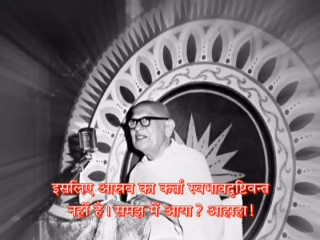 इसलिए आस्रव का कर्ता स्वभावदृष्टिवन्त
नहीं है। समझ में आया? आहाहा!